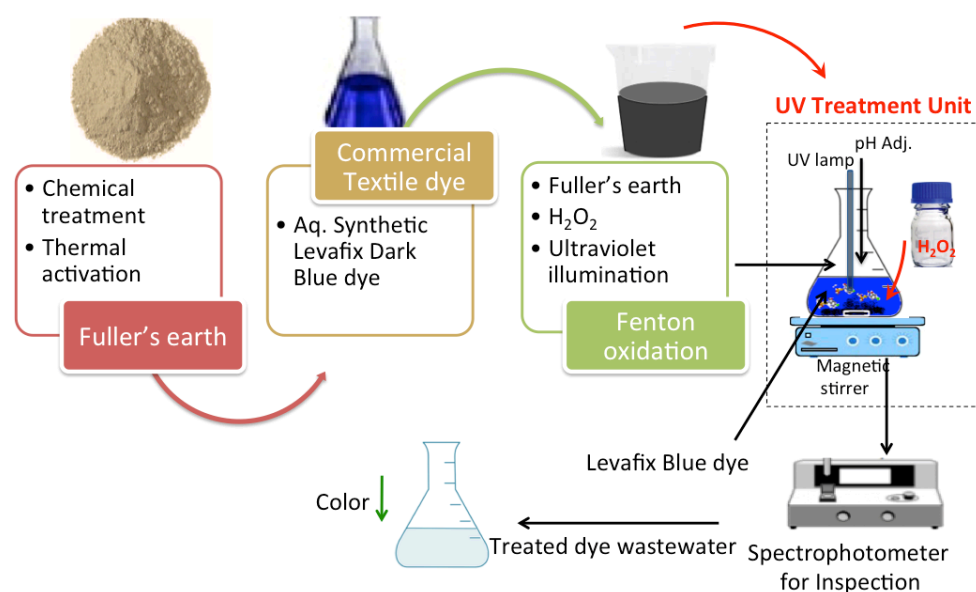 • Chemical
treatment
• Thermal
activation
Fuller's earth
Commercial
Textile dye
• Aq. Synthetic
Levafix Dark
Blue dye
• Fuller's earth
• H₂O₂
• Ultraviolet
illumination
Fenton
oxidation
UV Treatment Unit
pH Adj.
UV lamp
H₂O₂
Magnetic
stirrer
Levafix Blue dye
Color
Treated dye wastewater
Spectrophotometer
for Inspection